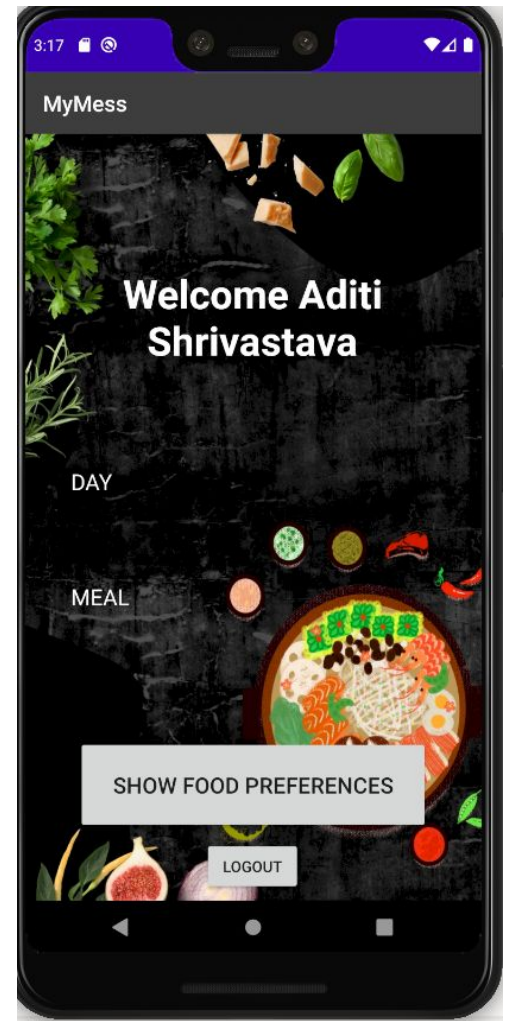 3:17
MyMess
Welcome Aditi
Shrivastava
DAY
MEAL
SHOW FOOD PREFERENCES
LOGOUT